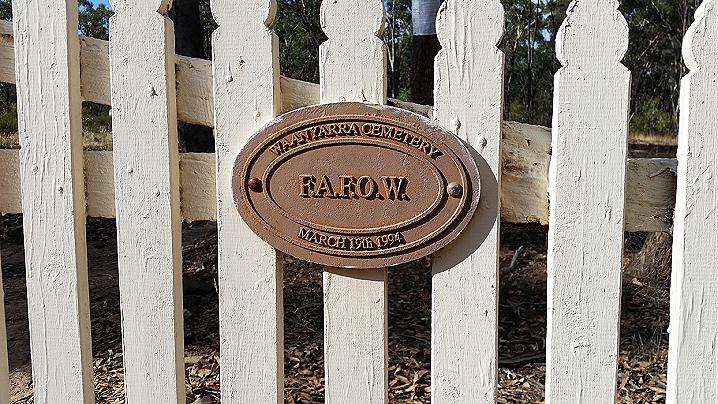 WAANYARRA CEMETERY
F.A.F.O.W.
MARCH 19th 1994